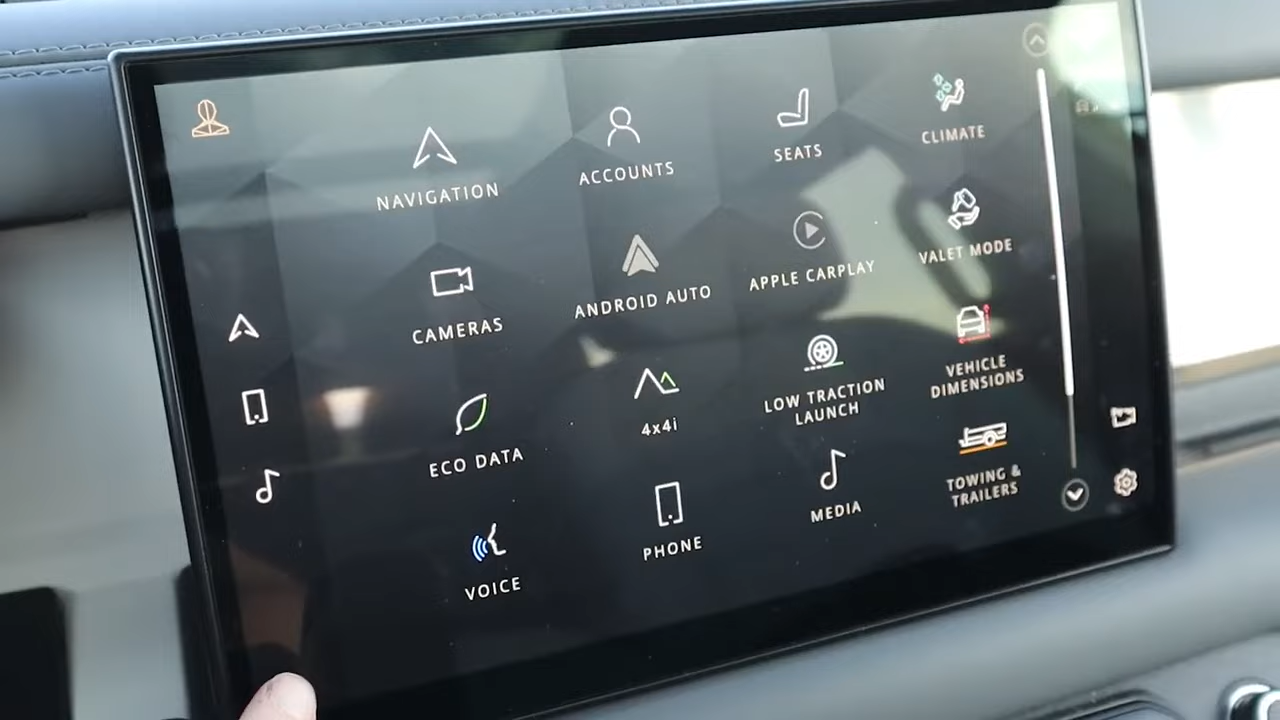 NAVIGATION
ACCOUNTS
SEATS
CLIMATE
CAMERAS
ANDROID AUTO
APPLE CARPLAY
VALET MODE
ECO DATA
4x4i
LOW TRACTION
LAUNCH
VEHICLE
DIMENSIONS
VOICE
PHONE
MEDIA
TOWING &
TRAILERS